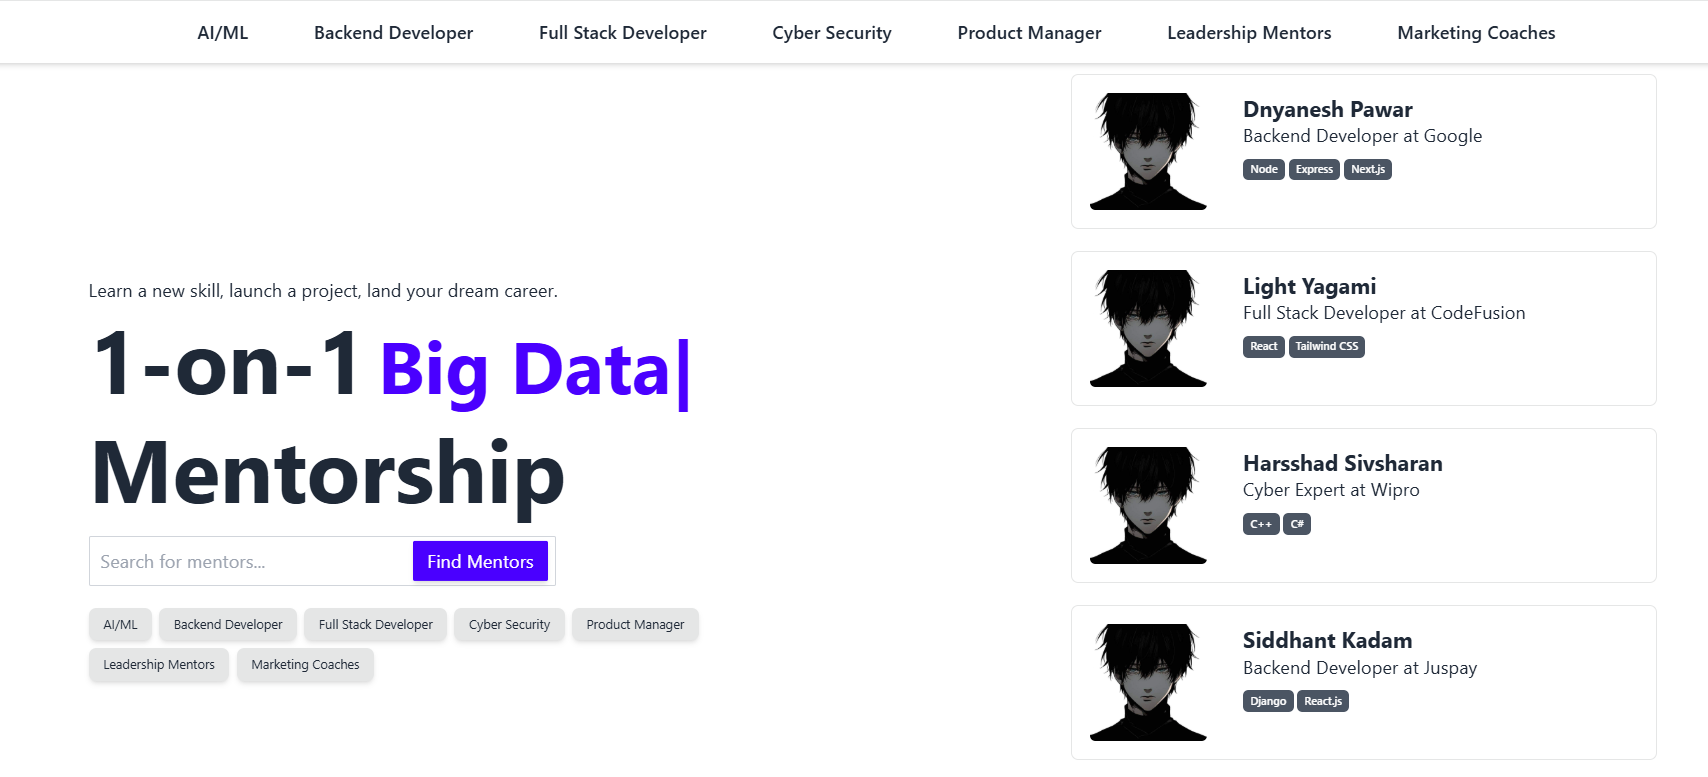 AI/ML Backend Developer Full Stack Developer Cyber Security Product Manager Leadership Mentors Marketing Coaches
Learn a new skill, launch a project, land your dream career.
1-on-1 Big Data|
Mentorship
Search for mentors... Find Mentors
AI/ML Backend Developer Full Stack Developer Cyber Security Product Manager
Leadership Mentors Marketing Coaches
Dnyanesh Pawar
Backend Developer at Google
Node Express Next.js
Light Yagami
Full Stack Developer at CodeFusion
React Tailwind CSS
Harsshad Sivsharan
Cyber Expert at Wipro
C++ C#
Siddhant Kadam
Backend Developer at Juspay
Django React.js